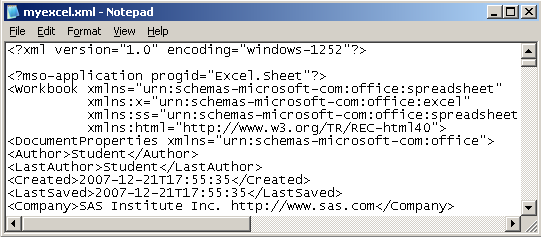 myexcel.xml - Notepad
File Edit Format View Help
<?xml version="1.0" encoding="windows-1252"?>
<?mso-application progid="Excel.Sheet"?>
<Workbook xmlns="urn:schemas-microsoft-com:office:spreadsheet"
xmlns:x="urn:schemas-microsoft-com:office:excel"
xmlns:ss="urn:schemas-microsoft-com:office:spreadsheet
xmlns:html="http://www.w3.org/TR/REC-html40">
<DocumentProperties xmlns="urn:schemas-microsoft-com:office">
<Author>Student</Author>
<LastAuthor>Student</LastAuthor>
<Created>2007-12-21T17:55:35</Created>
<LastSaved>2007-12-21T17:55:35</LastSaved>
<Company>SAS Institute Inc. http://www.sas.com</Company>